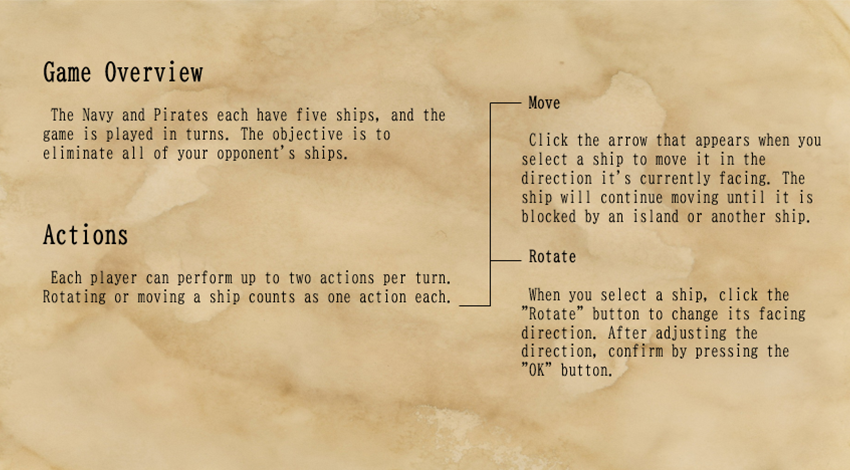 Game Overview
The Navy and Pirates each have five ships, and the
game is played in turns. The objective is to
eliminate all of your opponent's ships.
Actions
Each player can perform up to two actions per turn.
Rotating or moving a ship counts as one action each.
Move
Click the arrow that appears when you
select a ship to move it in the
direction it's currently facing. The
ship will continue moving until it is
blocked by an island or another ship.
Rotate
When you select a ship, click the
"Rotate" button to change its facing
direction. After adjusting the
direction, confirm by pressing the
"OK" button.